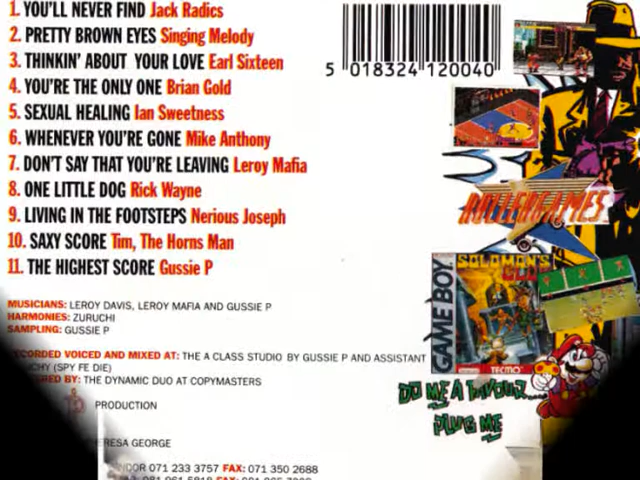 1. YOU'LL NEVER FIND Jack Radics
2. PRETTY BROWN EYES Singing Melody
3. THINKIN' ABOUT YOUR LOVE Earl Sixteen
4. YOU'RE THE ONLY ONE Brian Gold
5. SEXUAL HEALING Ian Sweetness
6. WHENEVER YOU'RE GONE Mike Anthony
7. DON'T SAY THAT YOU'RE LEAVING Leroy Mafia
8. ONE LITTLE DOG Rick Wayne
9. LIVING IN THE FOOTSTEPS Nerious Joseph
10. SAXY SCORE Tim, The Horns Man
11. THE HIGHEST SCORE Gussie P
MUSICIANS: LEROY DAVIS, LEROY MAFIA AND GUSSIE P
HARMONIES: ZURUCHI
SAMPLING: GUSSIE P
RECORDED VOICED AND MIXED AT: THE A CLASS STUDIO BY GUSSIE P AND ASSISTANT
(SPY FE DIE)
BY: THE DYNAMIC DUO AT COPYMASTERS
PRODUCTION
GEORGE
071 233 3757 FAX: 071 350 2688
5 018324 120040
ROLLERGAMES
GAME BOY
SOLOMON'S
CLUB
TECMO
DO ME A FAVOUR....
PLUG ME